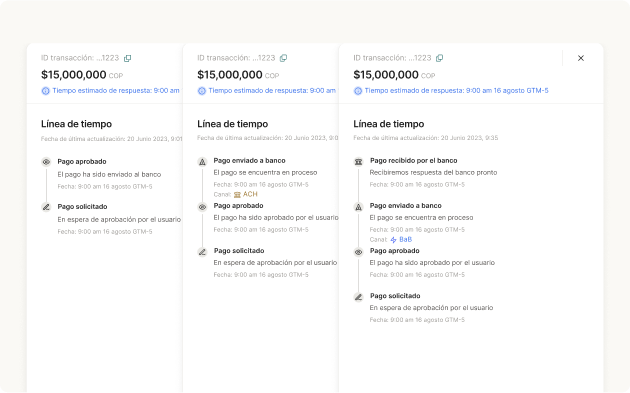 ID transacción: ...1223
$15,000,000 COP
Tiempo estimado de respuesta: 9:00 am
Línea de tiempo
Fecha de última actualización: 20 Junio 2023, 9:01
Pago aprobado
El pago ha sido enviado al banco
Fecha: 9:00 am 16 agosto GTM-5
Pago solicitado
En espera de aprobación por el usuario
Fecha: 9:00 am 16 agosto GTM-5
ID transacción: ...1223
$15,000,000 COP
Tiempo estimado de respuesta: 9:00 am
Línea de tiempo
Fecha de última actualización: 20 Junio 2023, 9:0
Pago enviado a banco
El pago se encuentra en proceso
Fecha: 9:00 am 16 agosto GTM-5
Canal: ACH
Pago aprobado
El pago ha sido aprobado por el usuario
Fecha: 9:00 am 16 agosto GTM-5
Pago solicitado
En espera de aprobación por el usuario
Fecha: 9:00 am 16 agosto GTM-5
ID transacción: ...1223
$15,000,000 COP
Tiempo estimado de respuesta: 9:00 am 16 agosto GTM-5
Línea de tiempo
Fecha de última actualización: 20 Junio 2023, 9:35
Pago recibido por el banco
Recibiremos respuesta del banco pronto
Fecha: 9:00 am 16 agosto GTM-5
Pago enviado a banco
El pago se encuentra en proceso
Fecha: 9:00 am 16 agosto GTM-5
Canal: BaB
Pago aprobado
El pago ha sido aprobado por el usuario
Fecha: 9:00 am 16 agosto GTM-5
Pago solicitado
En espera de aprobación por el usuario
Fecha: 9:00 am 16 agosto GTM-5